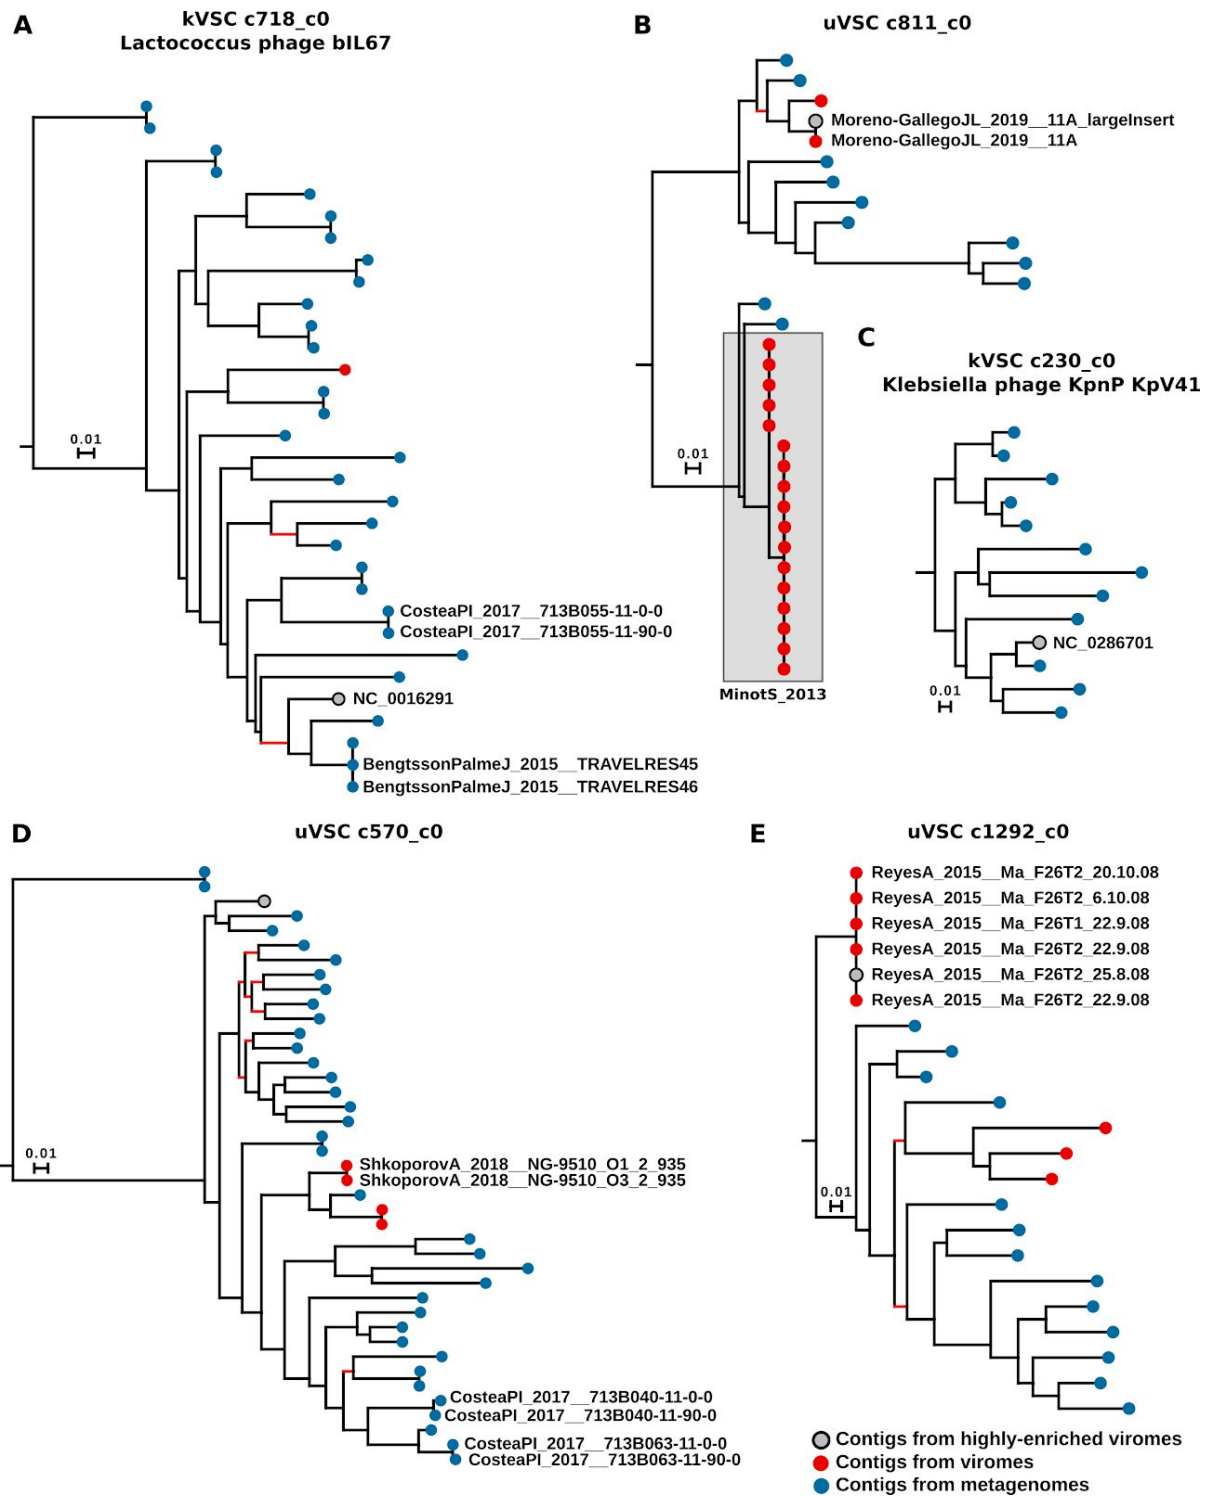 A
kVSC c718_c0
Lactococcus phage bIL67
0.01
CosteaPI_2017__713B055-11-0-0
CosteaPI_2017__713B055-11-90-0
NC_0016291
BengtssonPalmeJ_2015__TRAVELRES45
BengtssonPalmeJ_2015__TRAVELRES46
B
uVSC c811_c0
Moreno-GallegoJL_2019__11A_largeInsert
Moreno-GallegoJL_2019__11A
0.01
MinotS_2013
C
kVSC c230_c0
Klebsiella phage KpnP KpV41
NC_0286701
0.01
D
uVSC c570_c0
0.01
ShkoporovA_2018__NG-9510_O1_2_935
ShkoporovA_2018__NG-9510_O3_2_935
CosteaPI_2017__713B040-11-0-0
CosteaPI_2017__713B040-11-90-0
CosteaPI_2017__713B063-11-0-0
CosteaPI_2017__713B063-11-90-0
E
uVSC c1292_c0
ReyesA_2015__Ma_F26T2_20.10.08
ReyesA_2015__Ma_F26T2_6.10.08
ReyesA_2015__Ma_F26T1_22.9.08
ReyesA_2015__Ma_F26T2_22.9.08
ReyesA_2015__Ma_F26T2_25.8.08
ReyesA_2015__Ma_F26T2_22.9.08
0.01
Contigs from highly-enriched viromes
Contigs from viromes
Contigs from metagenomes